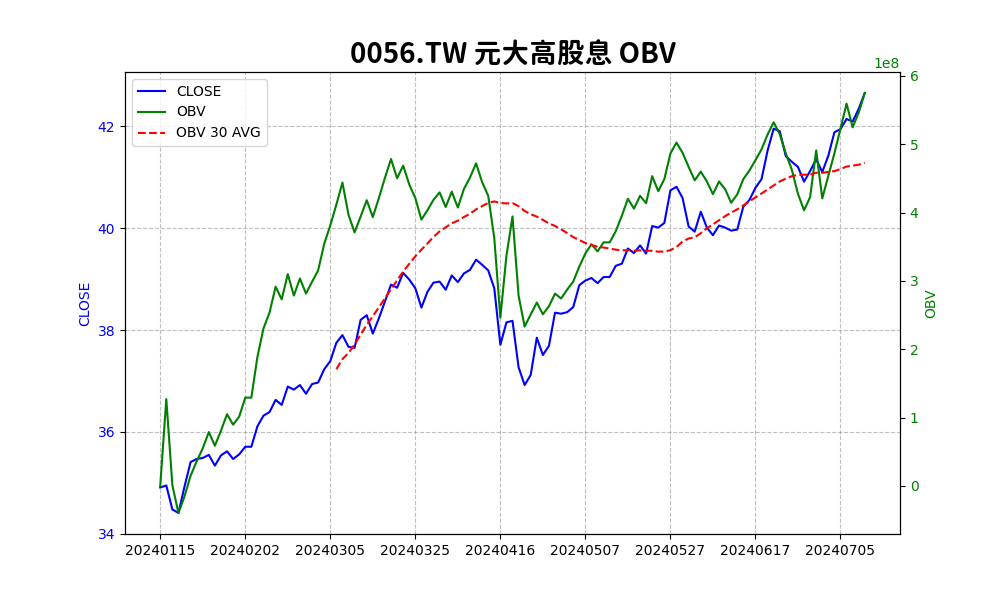 0056.TW 元大高股息 OBV
1e8
CLOSE
OBV
OBV 30 AVG
CLOSE
42
40
38
36
34
OBV
6
5
4
3
2
1
0
20240115 20240202 20240305 20240325 20240416 20240507 20240527 20240617 20240705